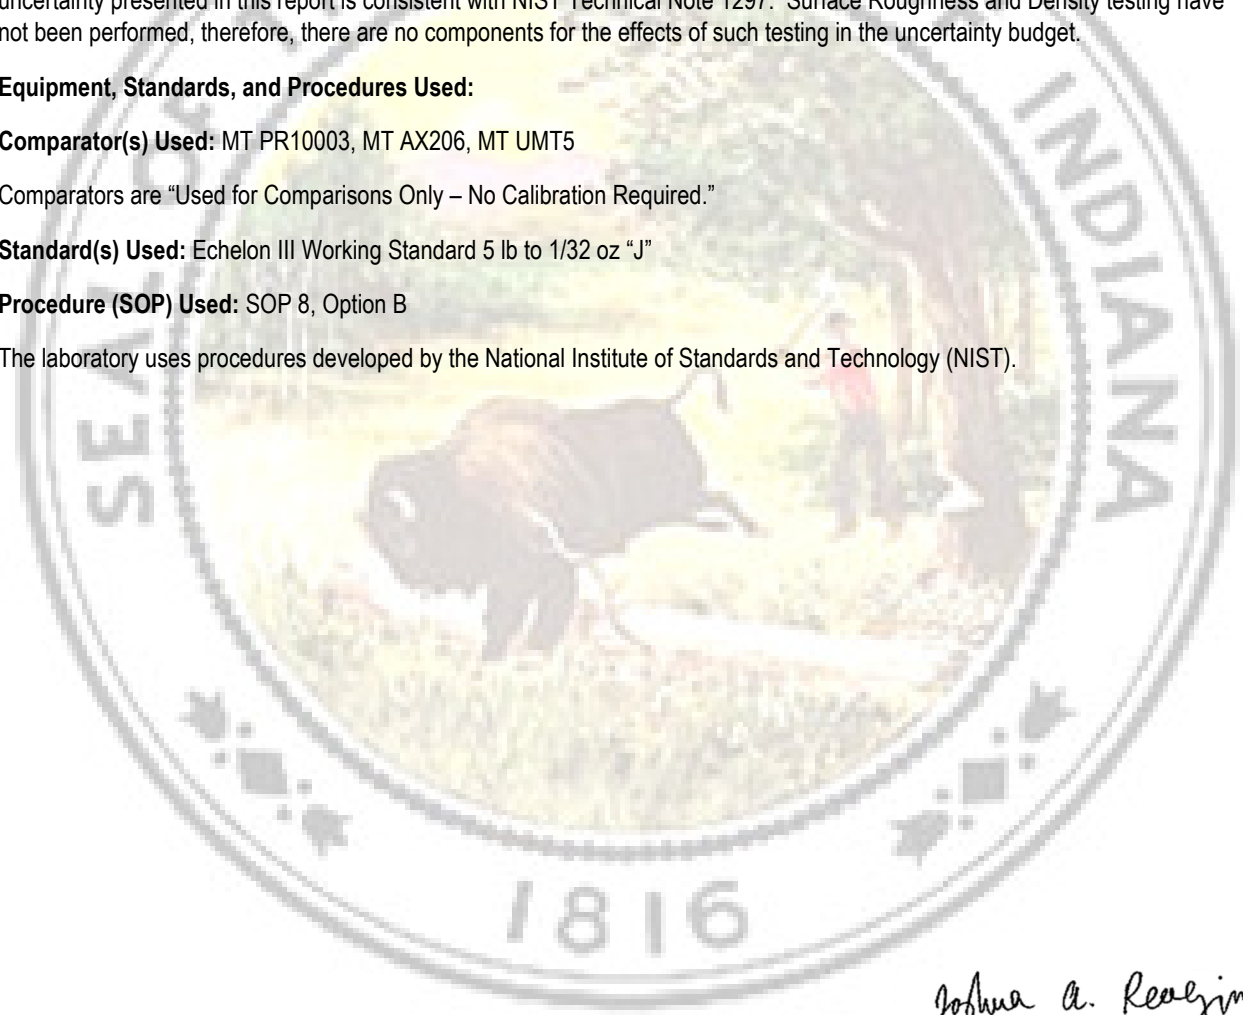 uncertainty presented in this report is consistent with NIST Technical Note 1297. Surface Roughness and Density testing have
not been performed, therefore, there are no components for the effects of such testing in the uncertainty budget.
Equipment, Standards, and Procedures Used:
Comparator(s) Used: MT PR10003, MT AX206, MT UMT5
Comparators are “Used for Comparisons Only – No Calibration Required.”
Standard(s) Used: Echelon III Working Standard 5 lb to 1/32 oz “J”
Procedure (SOP) Used: SOP 8, Option B
The laboratory uses procedures developed by the National Institute of Standards and Technology (NIST).
SEAL OF
INDIANA
1816
Joshua A.